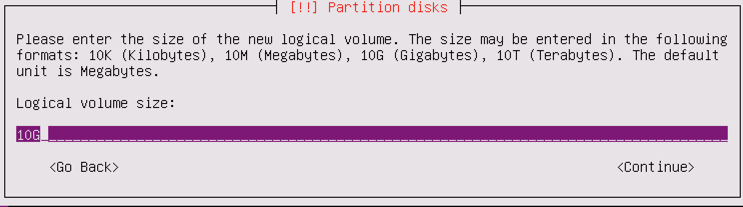 [!!] Partition disks
Please enter the size of the new logical volume. The size may be entered in the following
formats: 10K (Kilobytes), 10M (Megabytes), 10G (Gigabytes), 10T (Terabytes). The default
unit is Megabytes.
Logical volume size:
10G
<Go Back> <Continue>